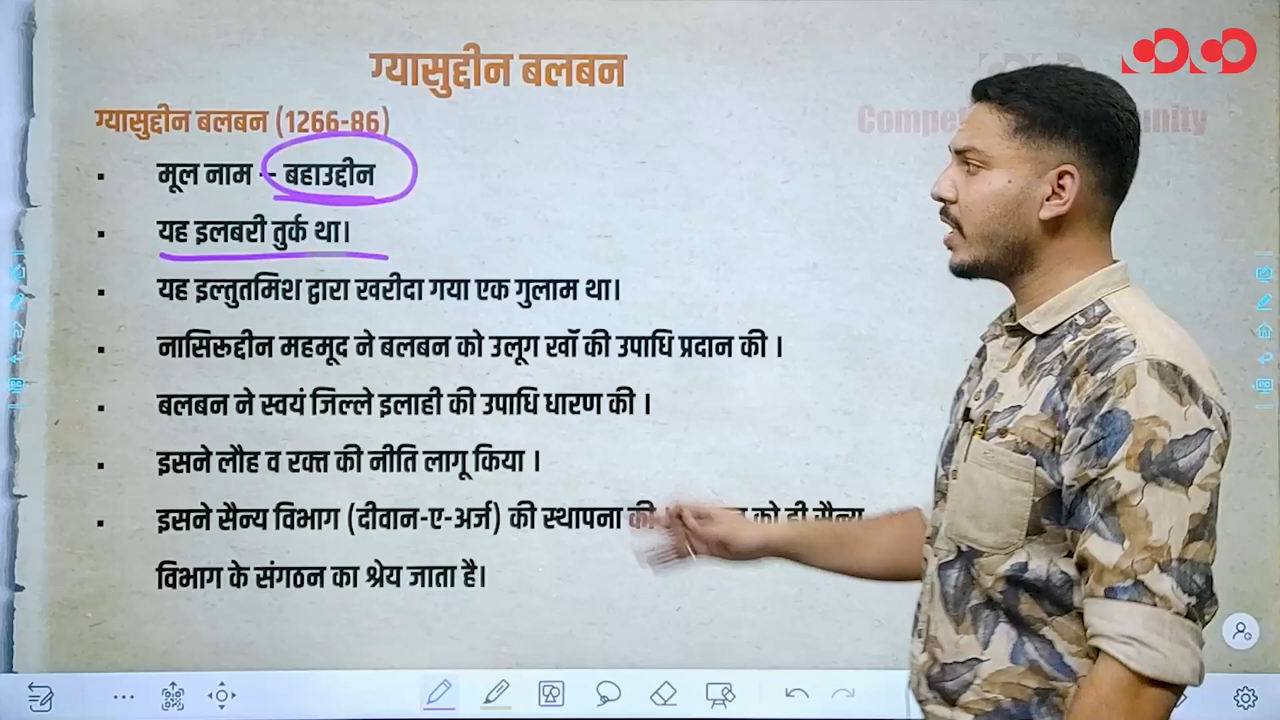 ग्यासुद्दीन बलबन
ग्यासुद्दीन बलबन (1266-86)
मूल नाम - बहाउद्दीन
यह इलबरी तुर्क था।
यह इल्तुतमिश द्वारा खरीदा गया एक गुलाम था।
नासिरूद्दीन महमूद ने बलबन को उलूग खॉ की उपाधि प्रदान की ।
बलबन ने स्वयं जिल्ले इलाही की उपाधि धारण की ।
इसने लौह व रक्त की नीति लागू किया ।
इसने सैन्य विभाग (दीवान-ए-अर्ज) की स्थापना की को ही सैन्य
विभाग के संगठन का श्रेय जाता है।